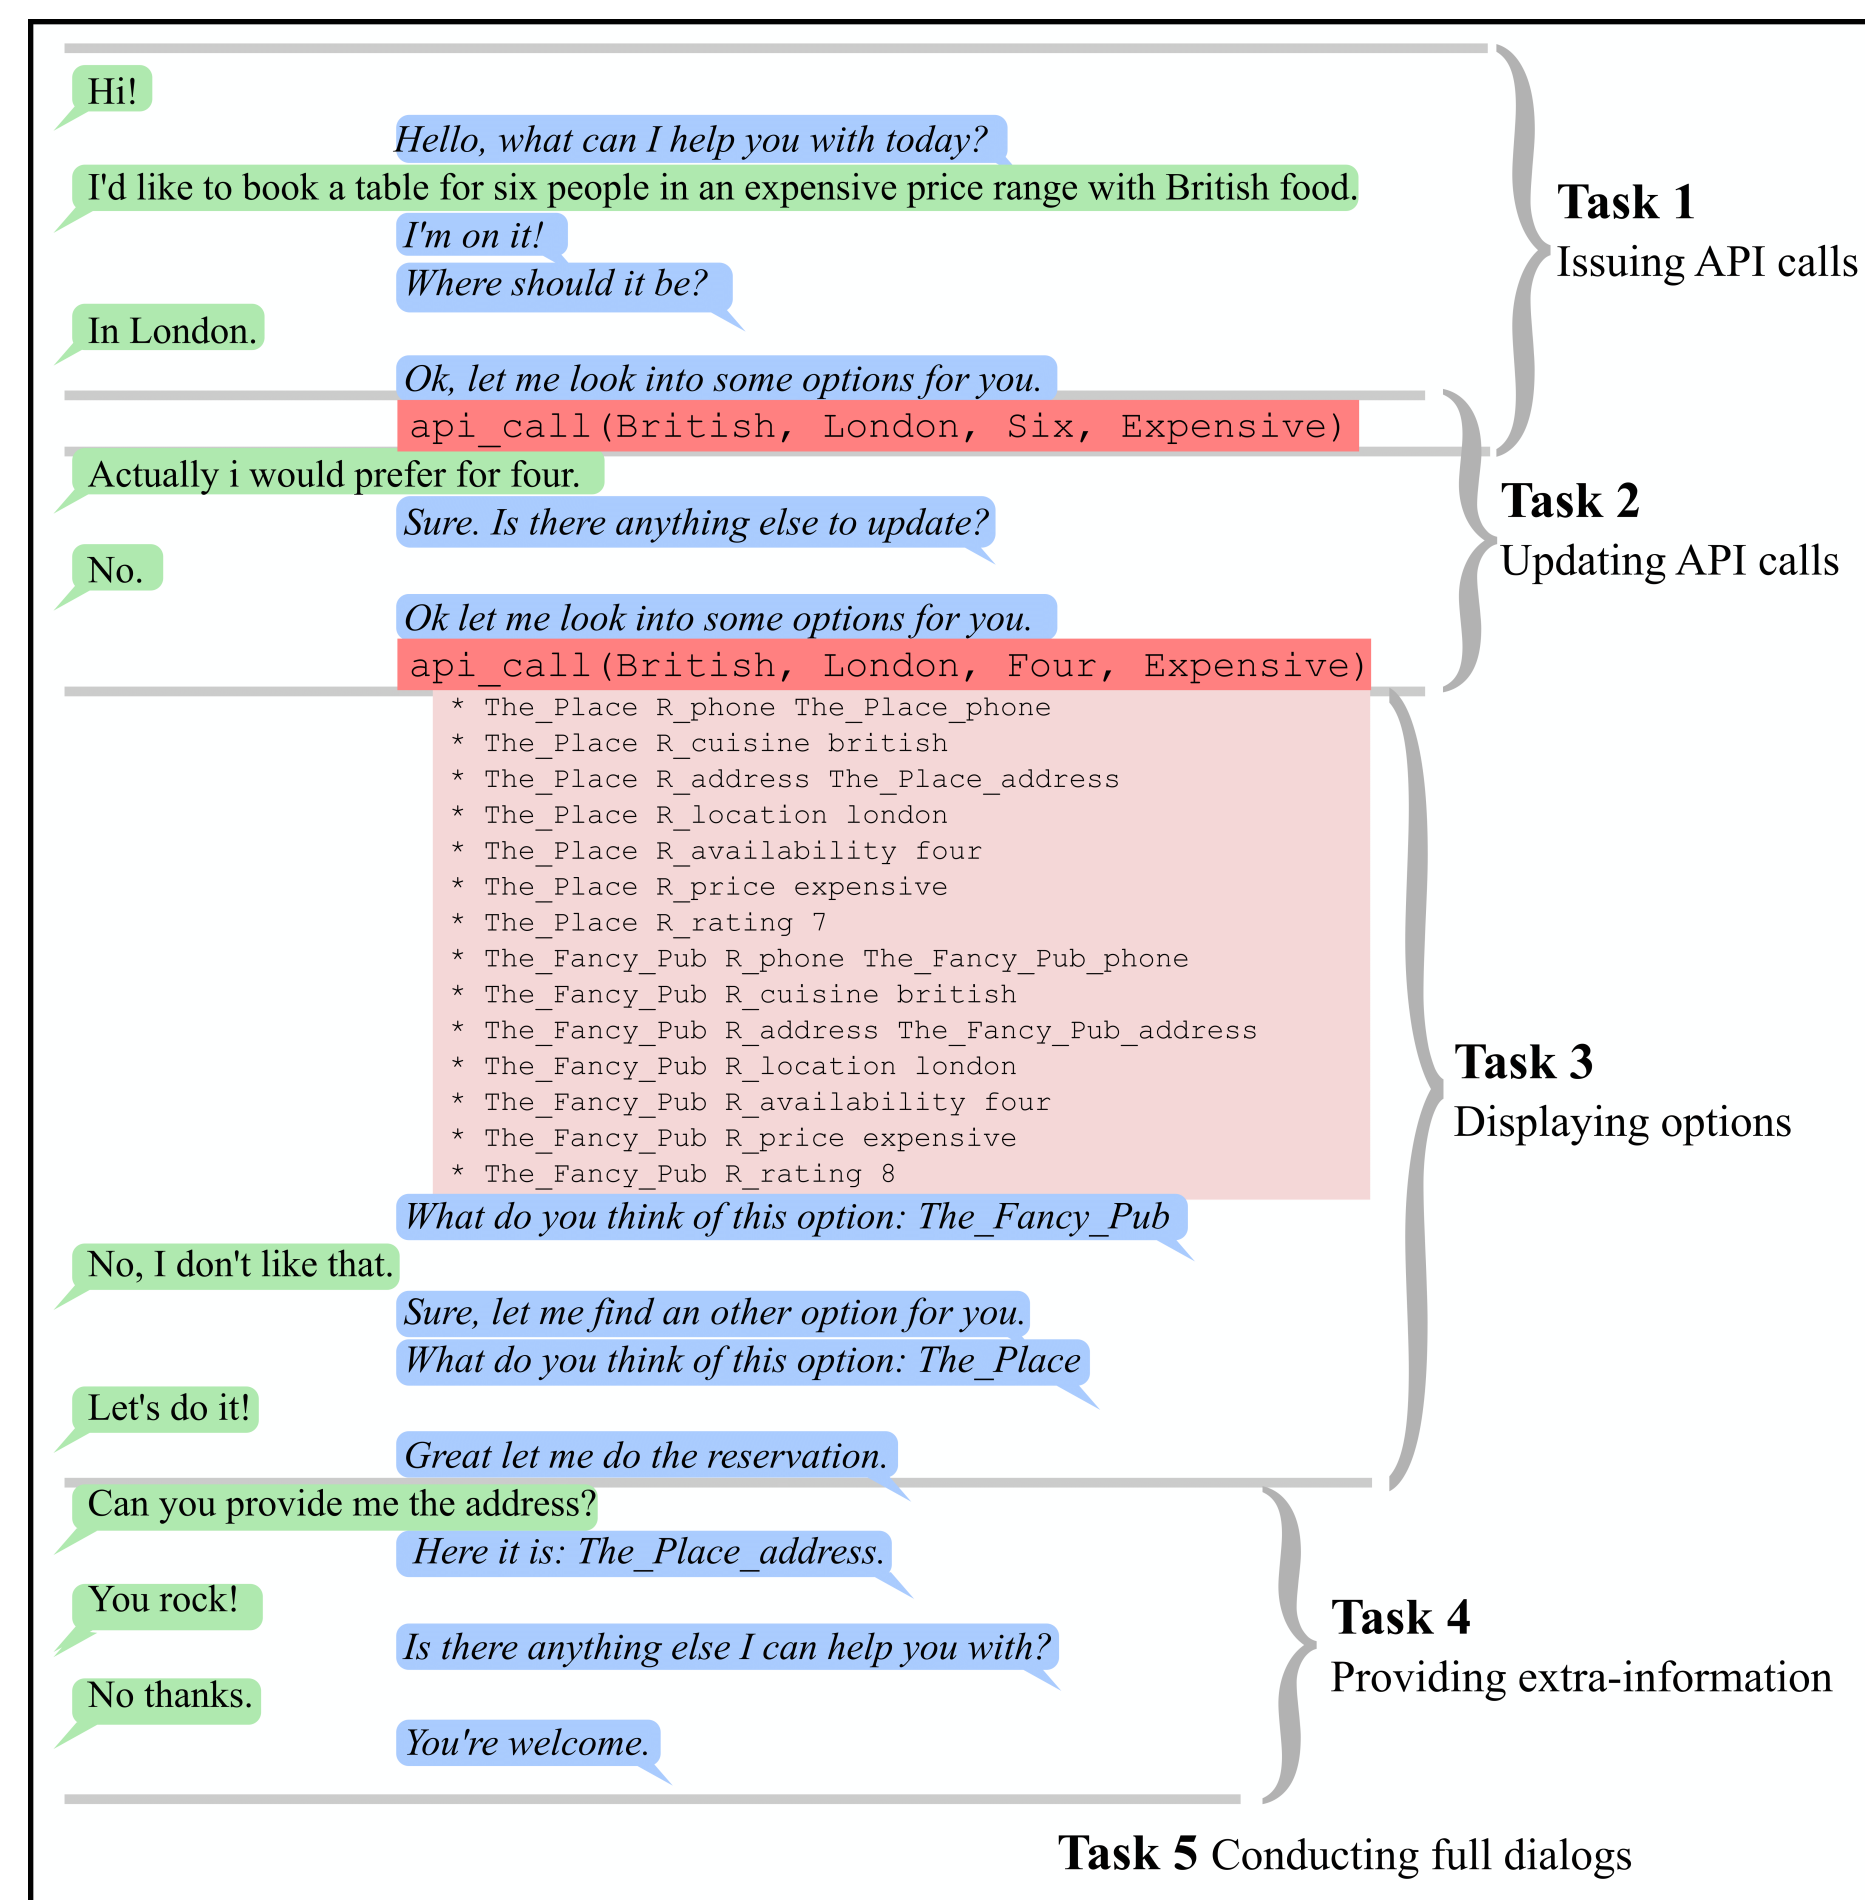 Hi!
Hello, what can I help you with today?
I'd like to book a table for six people in an expensive price range with British food.
I'm on it!
Where should it be?
In London.
Ok, let me look into some options for you.
api_call(British, London, Six, Expensive)
Task 1
Issuing API calls
Actually i would prefer for four.
Sure. Is there anything else to update?
No.
Ok let me look into some options for you.
api_call(British, London, Four, Expensive)
Task 2
Updating API calls
* The_Place R_phone The_Place_phone
* The_Place R_cuisine british
* The_Place R_address The_Place_address
* The_Place R_location london
* The_Place R_availability four
* The_Place R_price expensive
* The_Place R_rating 7
* The_Fancy_Pub R_phone The_Fancy_Pub_phone
* The_Fancy_Pub R_cuisine british
* The_Fancy_Pub R_address The_Fancy_Pub_address
* The_Fancy_Pub R_location london
* The_Fancy_Pub R_availability four
* The_Fancy_Pub R_price expensive
* The_Fancy_Pub R_rating 8
What do you think of this option: The_Fancy_Pub
No, I don't like that.
Sure, let me find an other option for you.
What do you think of this option: The_Place
Let's do it!
Great let me do the reservation.
Task 3
Displaying options
Can you provide me the address?
Here it is: The_Place_address.
You rock!
Is there anything else I can help you with?
No thanks.
You're welcome.
Task 4
Providing extra-information
Task 5 Conducting full dialogs